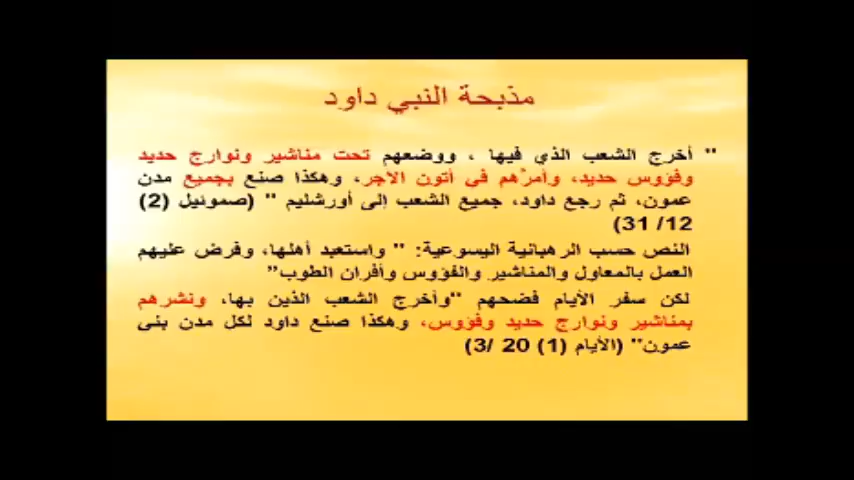 مذبحة النبي داود
" أخرج الشعب الذي فيها ، ووضعهم تحت مناشير ونوارج حديد
وفؤوس حديد، وأمرّهم في أتون الآجر، وهكذا صنع بجميع مدن
عمون، ثم رجع داود، جميع الشعب إلى أورشليم " (صموئيل (2)
12/ 31)
النص حسب الرهبانية اليسوعية: " واستعبد أهلها، وفرض عليهم
العمل بالمعاول والمناشير والفؤوس وأفران الطوب"
لكن سفر الأيام فضحهم "وأخرج الشعب الذين بها، ونشرهم
بمناشير ونوارج حديد وفؤوس، وهكذا صنع داود لكل مدن بنى
عمون" (الأيام (1) 20 /3)